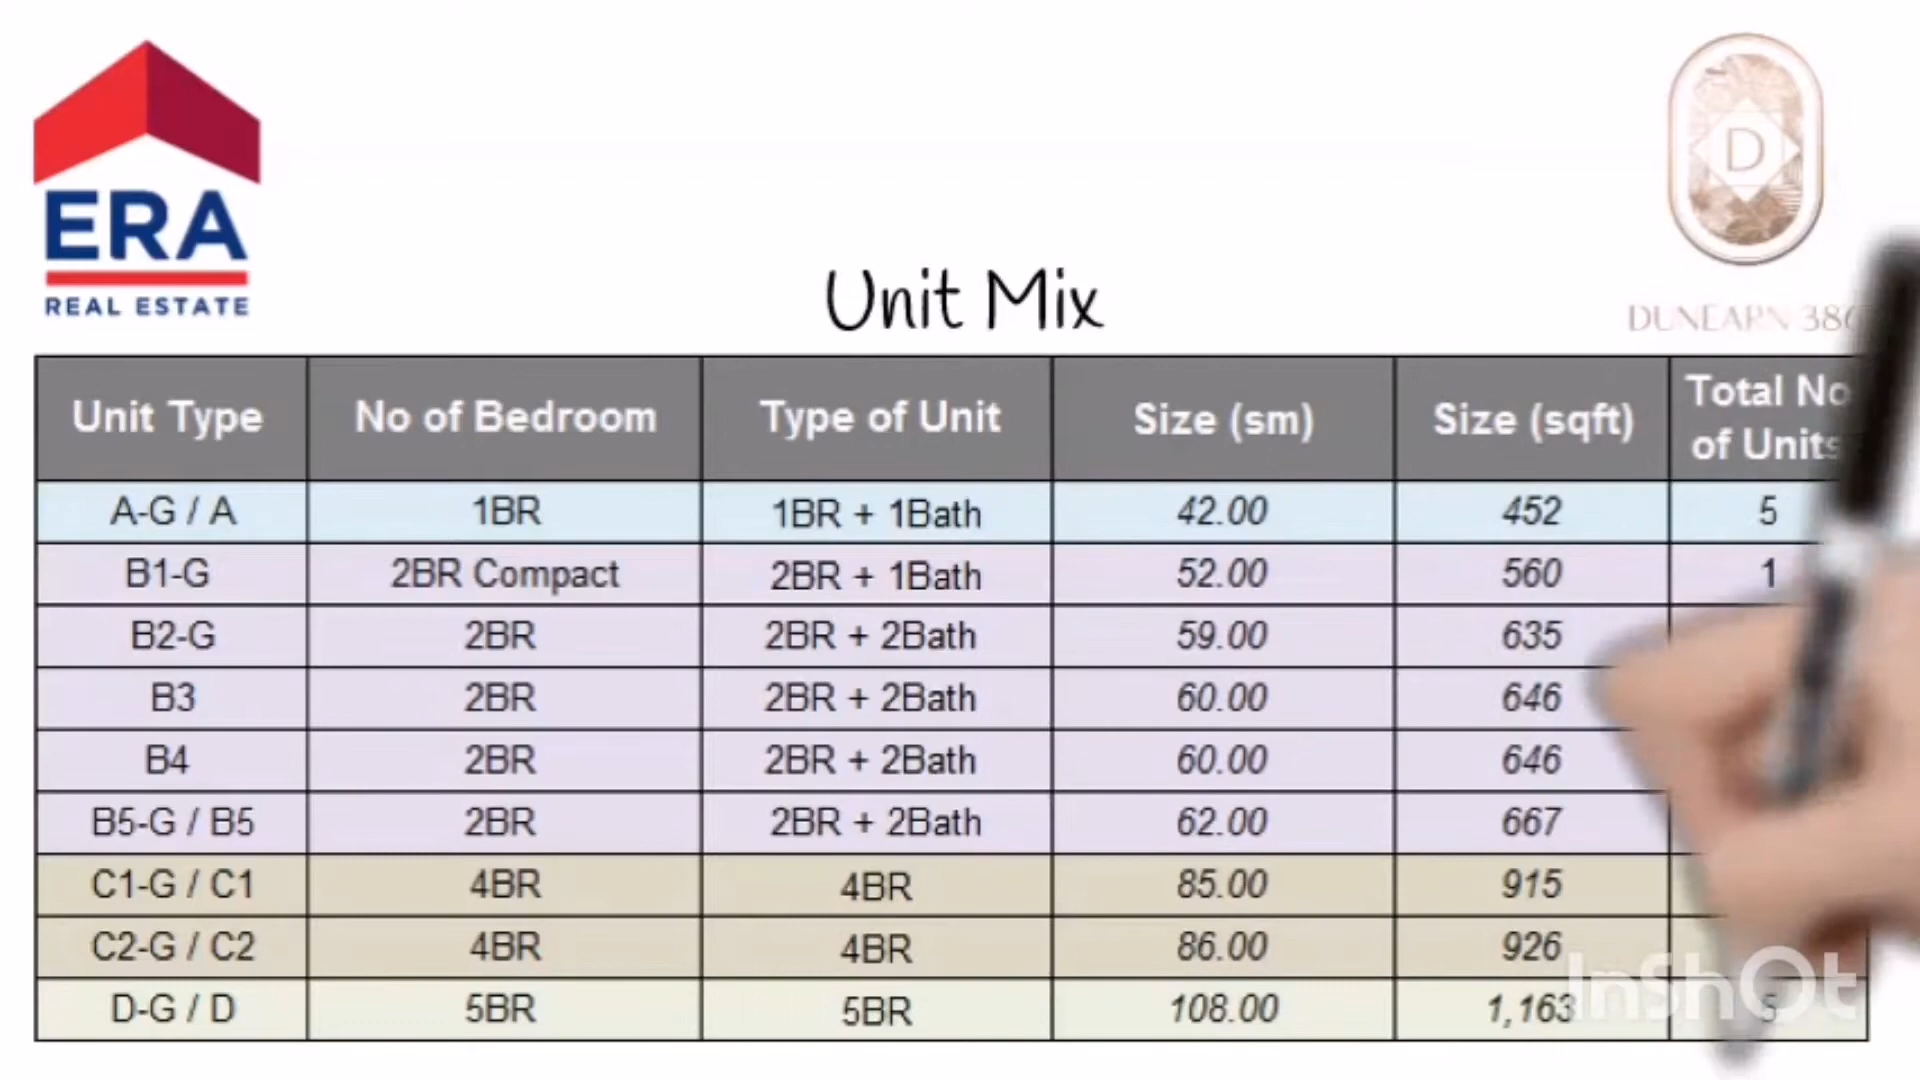 ERA
REAL ESTATE
D
DUNEARN 386
Unit Mix
Unit Type No of Bedroom Type of Unit Size (sm) Size (sqft) Total No of Units
A-G / A 1BR 1BR + 1Bath 42.00 452 5
B1-G 2BR Compact 2BR + 1Bath 52.00 560 1
B2-G 2BR 2BR + 2Bath 59.00 635
B3 2BR 2BR + 2Bath 60.00 646
B4 2BR 2BR + 2Bath 60.00 646
B5-G / B5 2BR 2BR + 2Bath 62.00 667
C1-G / C1 4BR 4BR 85.00 915
C2-G / C2 4BR 4BR 86.00 926
D-G / D 5BR 5BR 108.00 1,163 5
InShOt